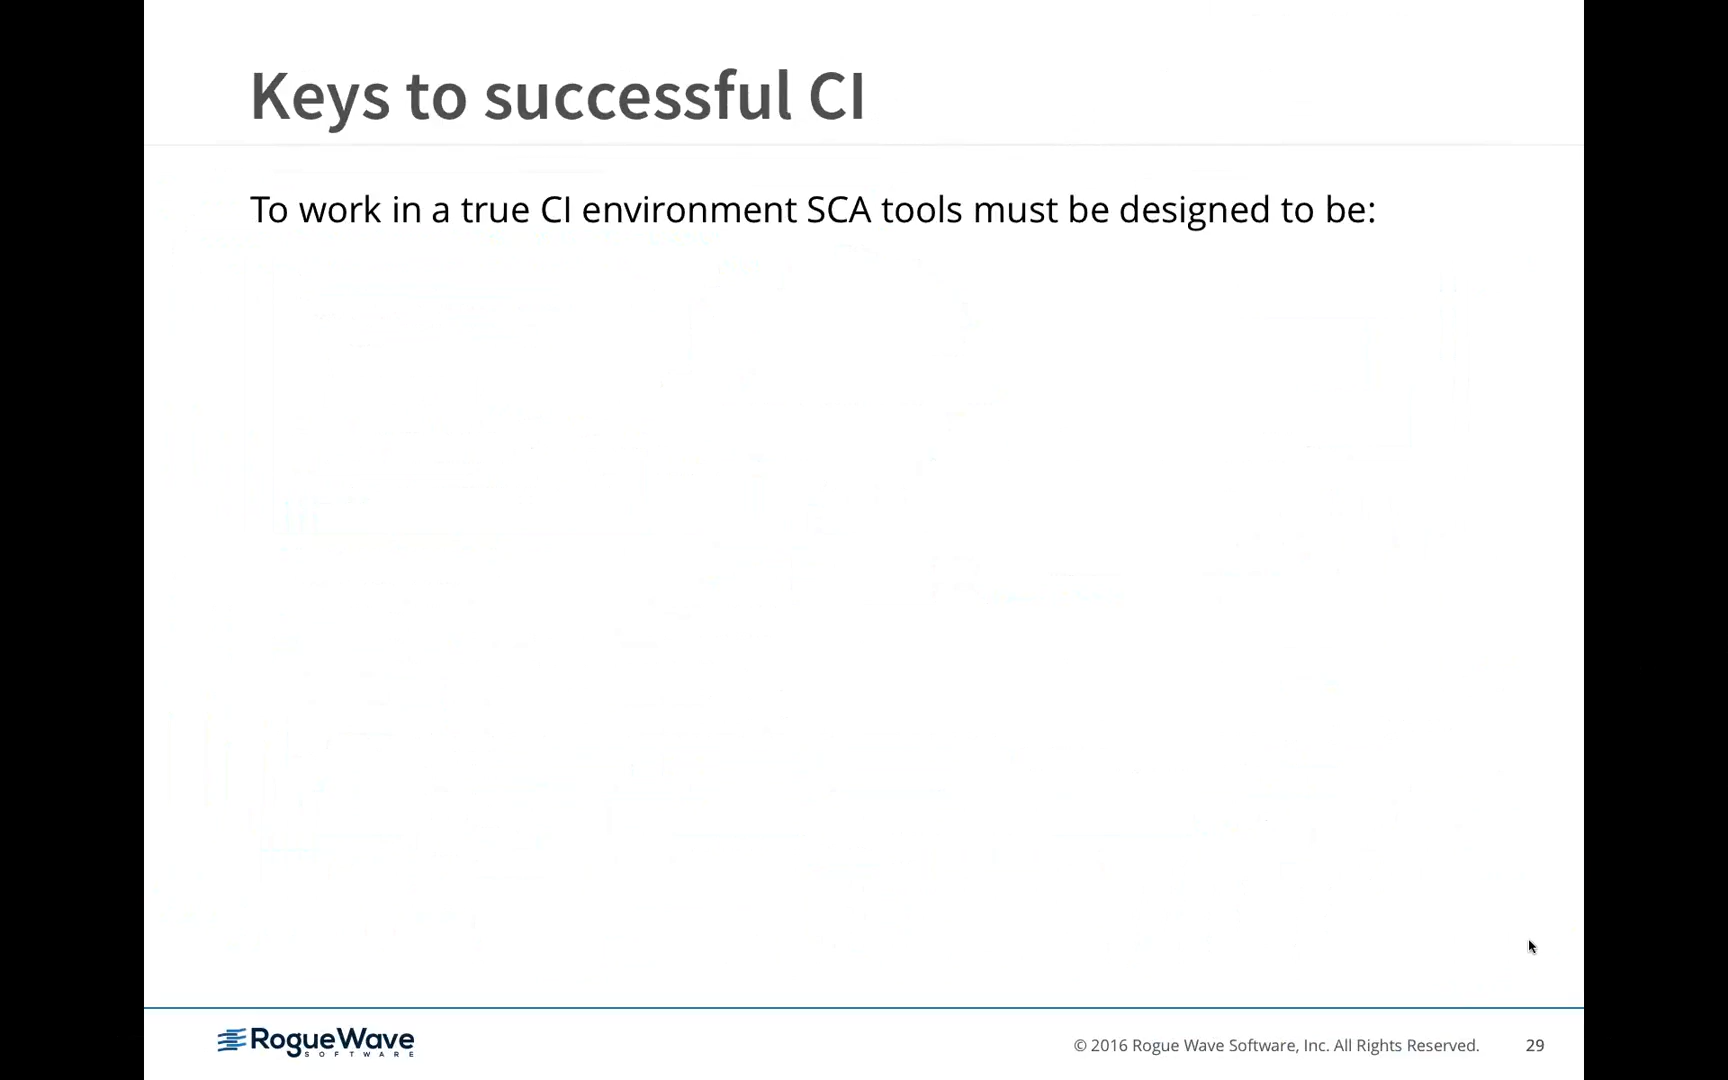 Keys to successful CI
To work in a true CI environment SCA tools must be designed to be:
RogueWave
SOFTWARE
© 2016 Rogue Wave Software, Inc. All Rights Reserved.
29